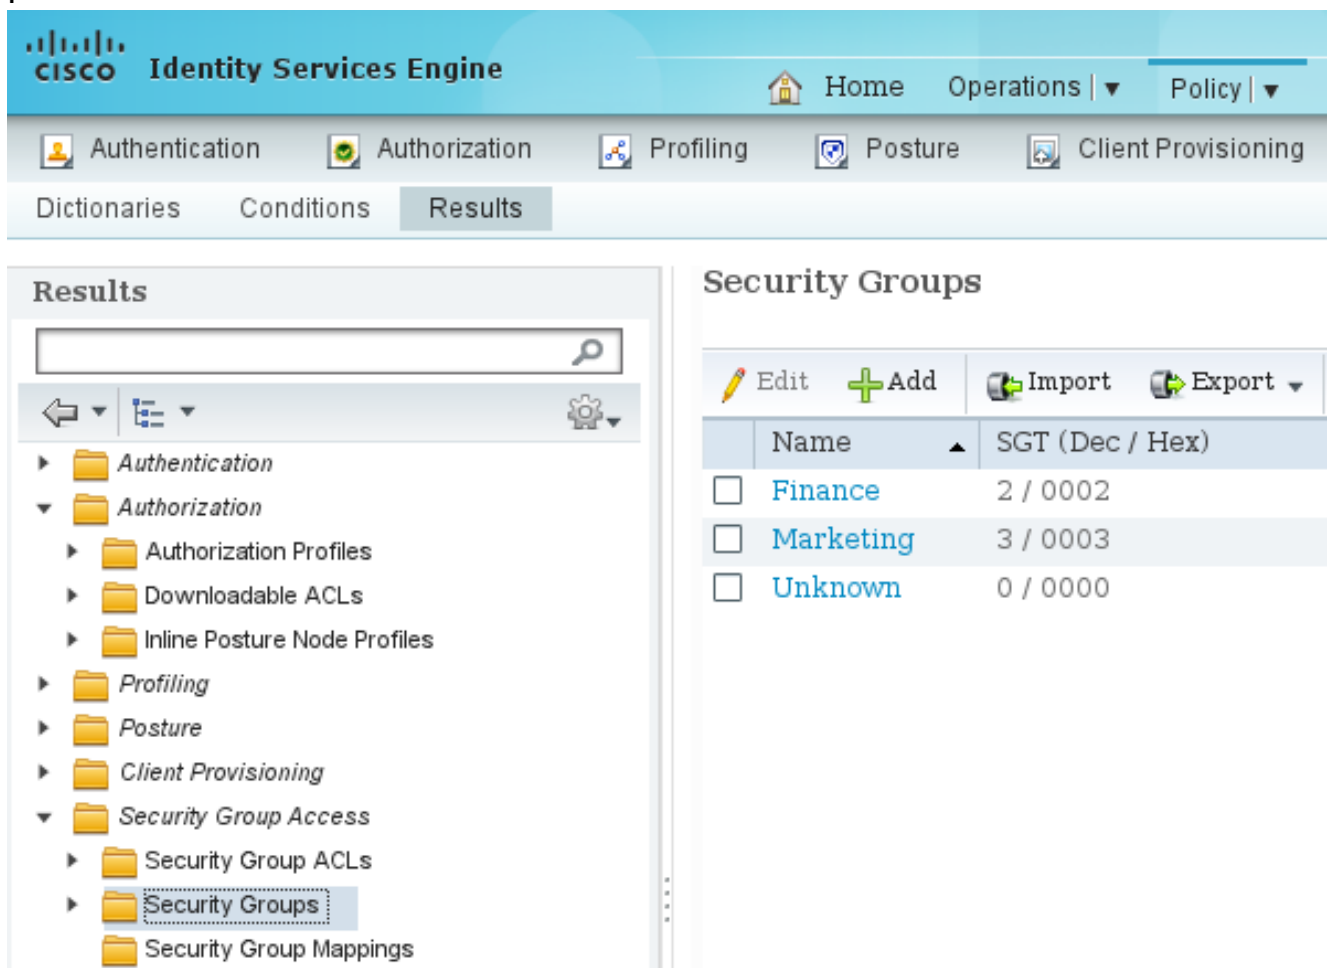 CISCO Identity Services Engine
Home Operations Policy
Authentication Authorization Profiling Posture Client Provisioning
Dictionaries Conditions Results
Results
Authentication
Authorization
Authorization Profiles
Downloadable ACLs
Inline Posture Node Profiles
Profiling
Posture
Client Provisioning
Security Group Access
Security Group ACLs
Security Groups
Security Group Mappings
Security Groups
Edit Add Import Export
Name SGT (Dec / Hex)
Finance 2 / 0002
Marketing 3 / 0003
Unknown 0 / 0000